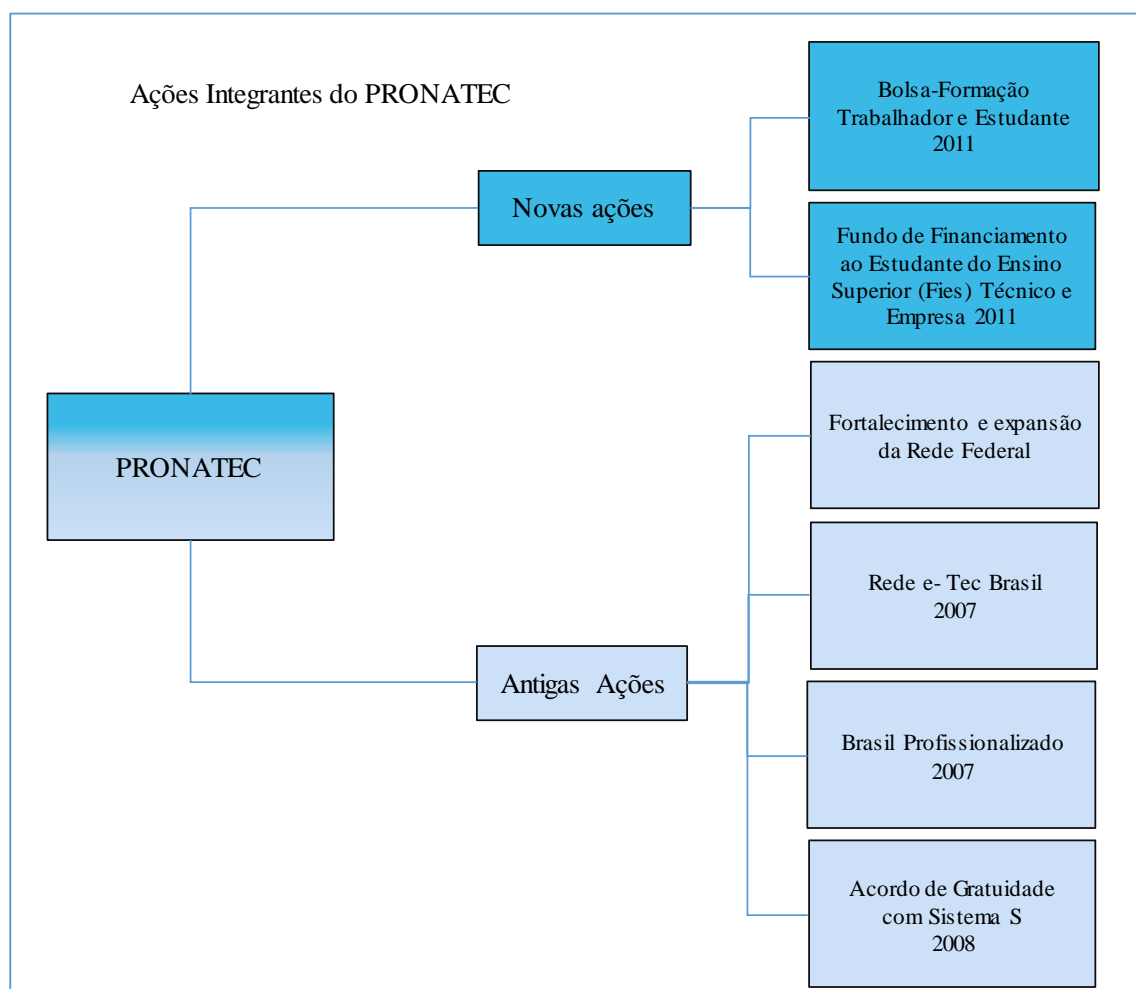 Ações Integrantes do PRONATEC
Bolsa-Formação
Trabalhador e Estudante
2011
Novas ações
Fundo de Financiamento
ao Estudante do Ensino
Superior (Fies) Técnico e
Empresa 2011
PRONATEC
Fortalecimento e expansão
da Rede Federal
Rede e- Tec Brasil
2007
Antigas Ações
Brasil Profissionalizado
2007
Acordo de Gratuidade
com Sistema S
2008